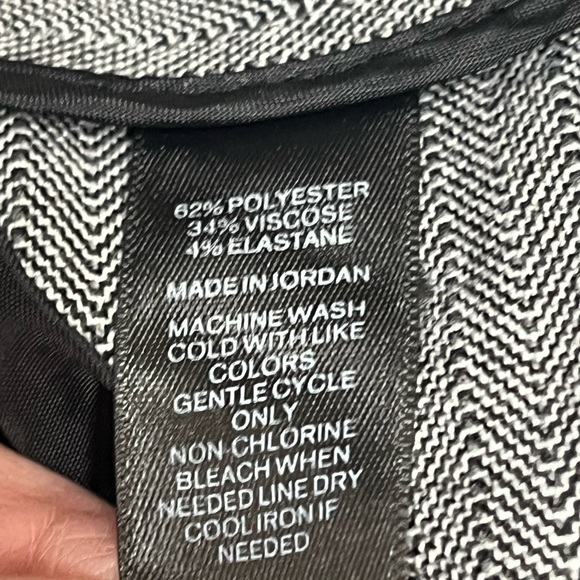 62% POLYESTER
34% VISCOSE
4% ELASTANE
MADE IN JORDAN
MACHINE WASH
COLD WITH LIKE
COLORS
GENTLE CYCLE
ONLY
NON-CHLORINE
BLEACH WHEN
NEEDED LINE DRY
COOL IRON IF
NEEDED